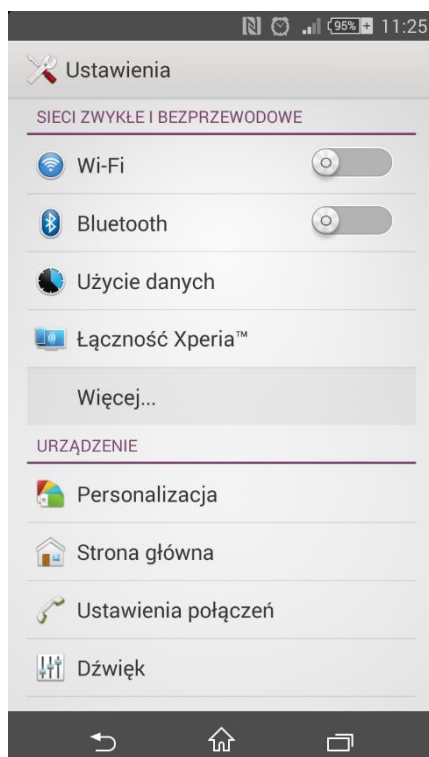 95% 11:25
Ustawienia
SIECI ZWYKŁE I BEZPRZEWODOWE
Wi-Fi
Bluetooth
Użycie danych
Łączność Xperia™
Więcej...
URZĄDZENIE
Personalizacja
Strona główna
Ustawienia połączeń
Dźwięk